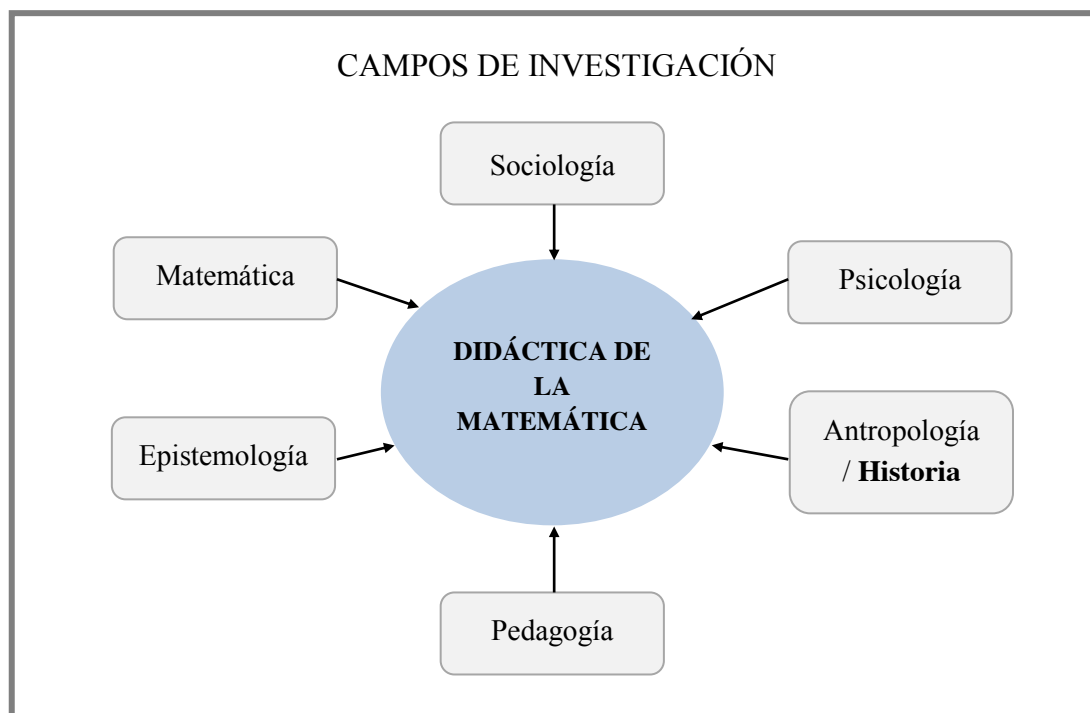 CAMPOS DE INVESTIGACIÓN
Sociología
Matemática
Psicología
DIDÁCTICA DE
LA
MATEMÁTICA
Epistemología
Antropología
/ Historia
Pedagogía